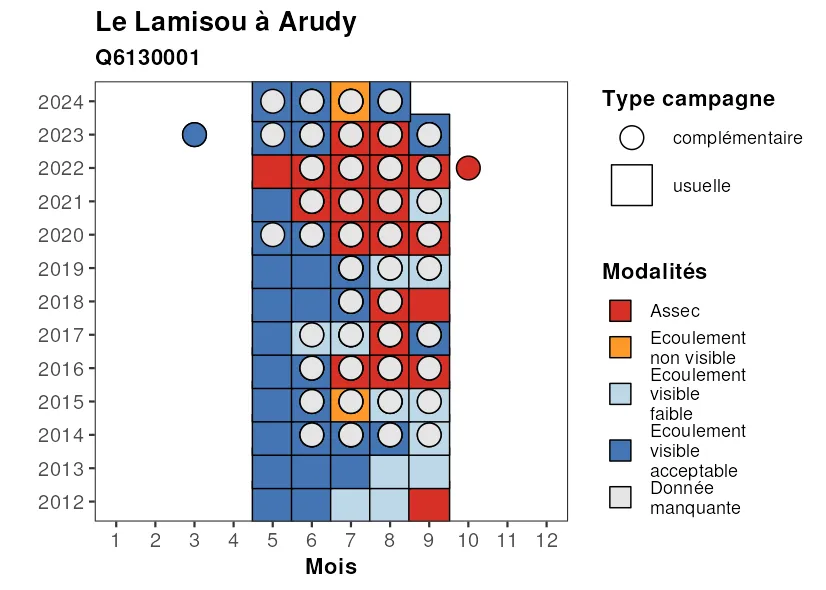 Le Lamisou à Arudy
Q6130001
2024
2023
2022
2021
2020
2019
2018
2017
2016
2015
2014
2013
2012
1 2 3 4 5 6 7 8 9 10 11 12
Mois
Type campagne
complémentaire
usuelle
Modalités
Assec
Ecoulement
non visible
Ecoulement
visible
faible
Ecoulement
visible
acceptable
Donnée
manquante